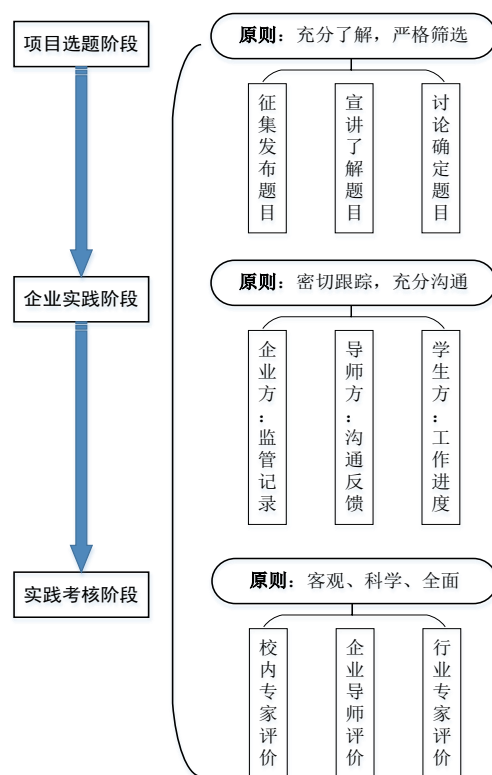 项目选题阶段
原则：充分了解，严格筛选
征集发布题目
宣讲了解题目
讨论确定题目
企业实践阶段
原则：密切跟踪，充分沟通
企业方：监管记录
导师方：沟通反馈
学生方：工作进度
实践考核阶段
原则：客观、科学、全面
校内专家评价
企业导师评价
行业专家评价